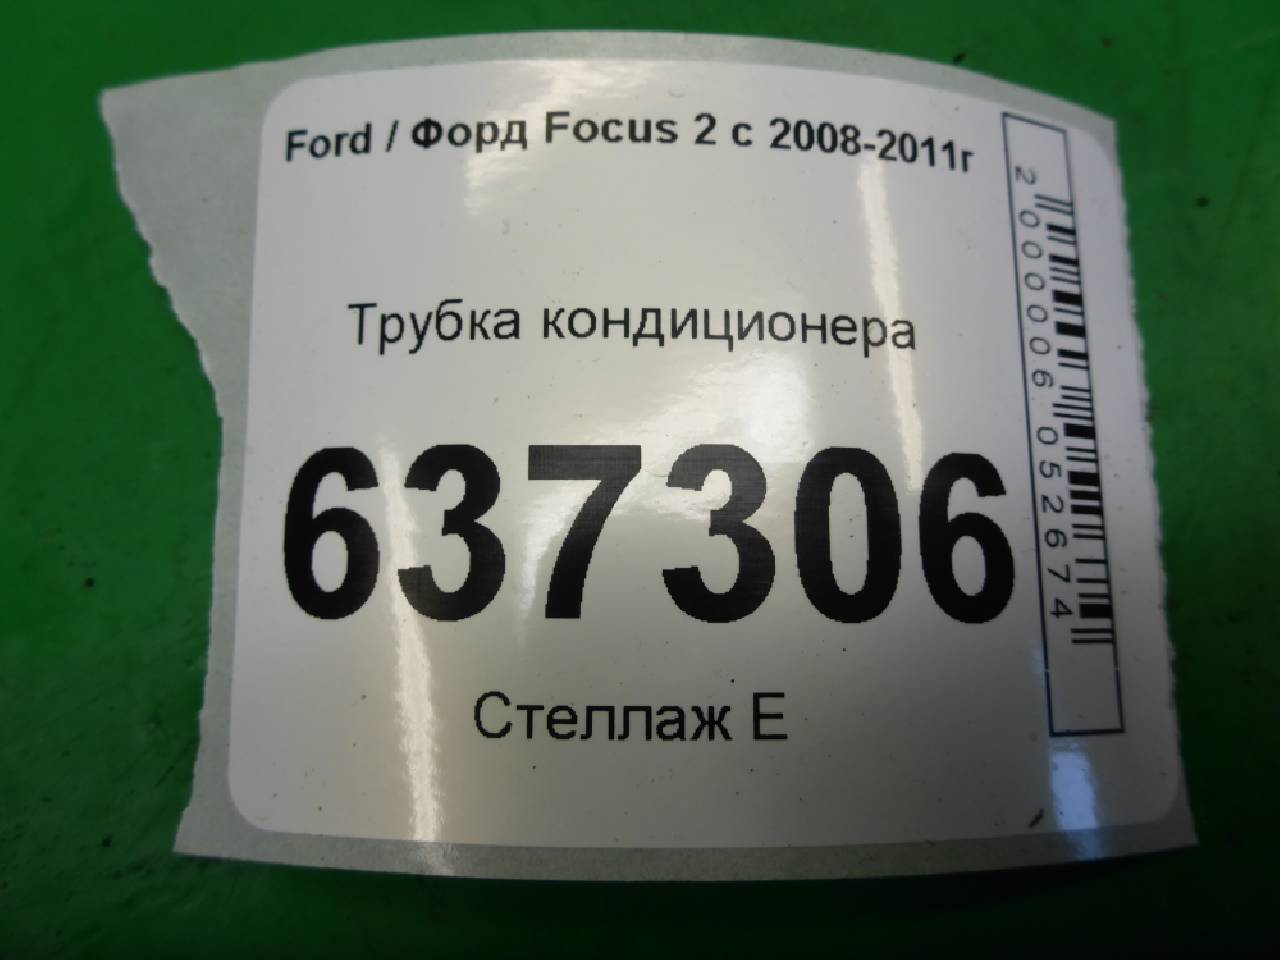 Ford / Форд Focus 2 с 2008-2011г
Трубка кондиционера
637306
Стеллаж Е
2000006052674